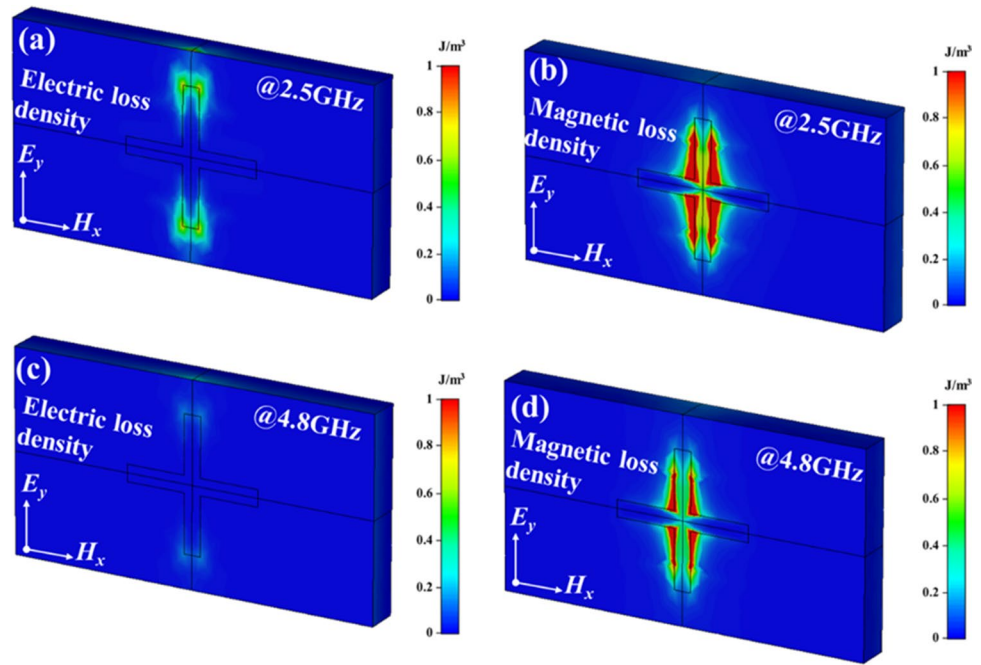 (a)
Electric loss
density
@2.5GHz
Ey
Hx
J/m³
1
0.8
0.6
0.4
0.2
0
(b)
Magnetic loss
density
@2.5GHz
Ey
Hx
J/m³
1
0.8
0.6
0.4
0.2
0
(c)
Electric loss
density
@4.8GHz
Ey
Hx
J/m³
1
0.8
0.6
0.4
0.2
0
(d)
Magnetic loss
density
@4.8GHz
Ey
Hx
J/m³
1
0.8
0.6
0.4
0.2
0